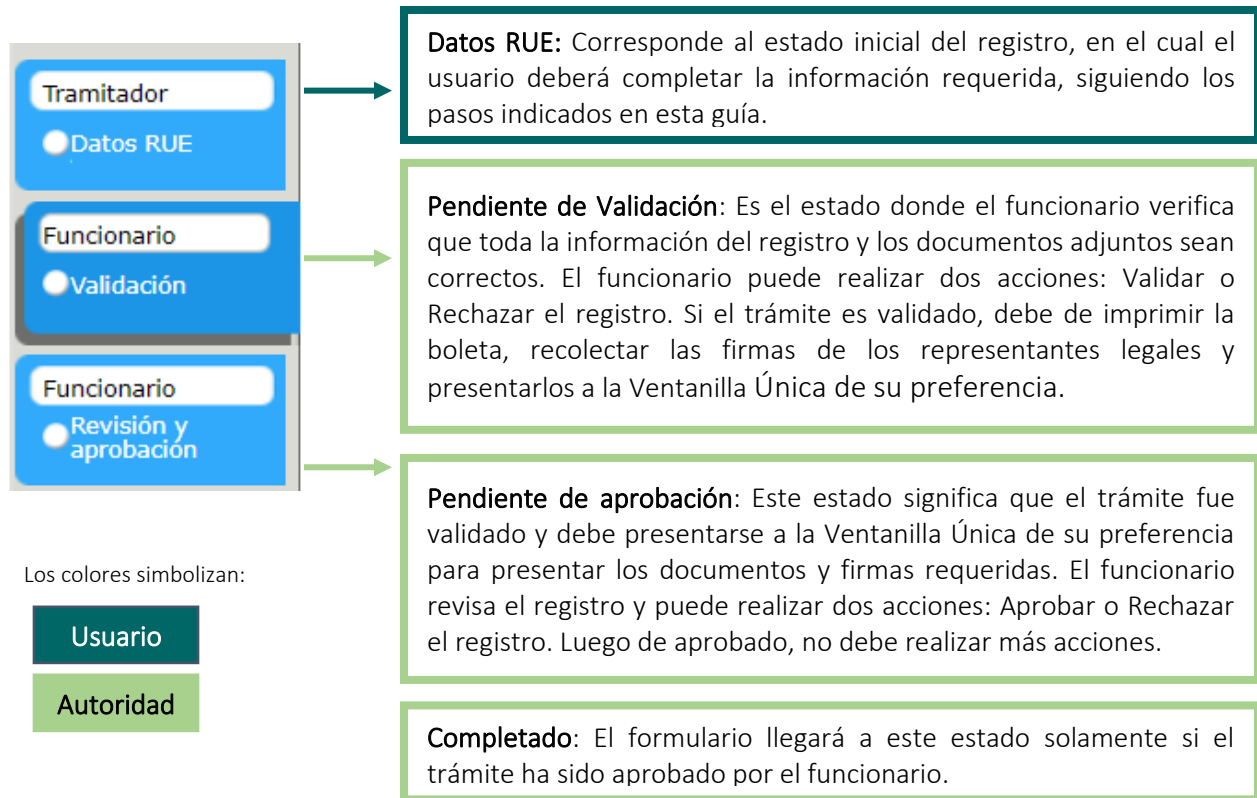 Tramitador
Datos RUE
Funcionario
Validación
Funcionario
Revisión y
aprobación
Los colores simbolizan:
Usuario
Autoridad
Datos RUE: Corresponde al estado inicial del registro, en el cual el
usuario deberá completar la información requerida, siguiendo los
pasos indicados en esta guía.
Pendiente de Validación: Es el estado donde el funcionario verifica
que toda la información del registro y los documentos adjuntos sean
correctos. El funcionario puede realizar dos acciones: Validar o
Rechazar el registro. Si el trámite es validado, debe de imprimir la
boleta, recolectar las firmas de los representantes legales y
presentarlos a la Ventanilla Única de su preferencia.
Pendiente de aprobación: Este estado significa que el trámite fue
validado y debe presentarse a la Ventanilla Única de su preferencia
para presentar los documentos y firmas requeridas. El funcionario
revisa el registro y puede realizar dos acciones: Aprobar o Rechazar
el registro. Luego de aprobado, no debe realizar más acciones.
Completado: El formulario llegará a este estado solamente si el
trámite ha sido aprobado por el funcionario.